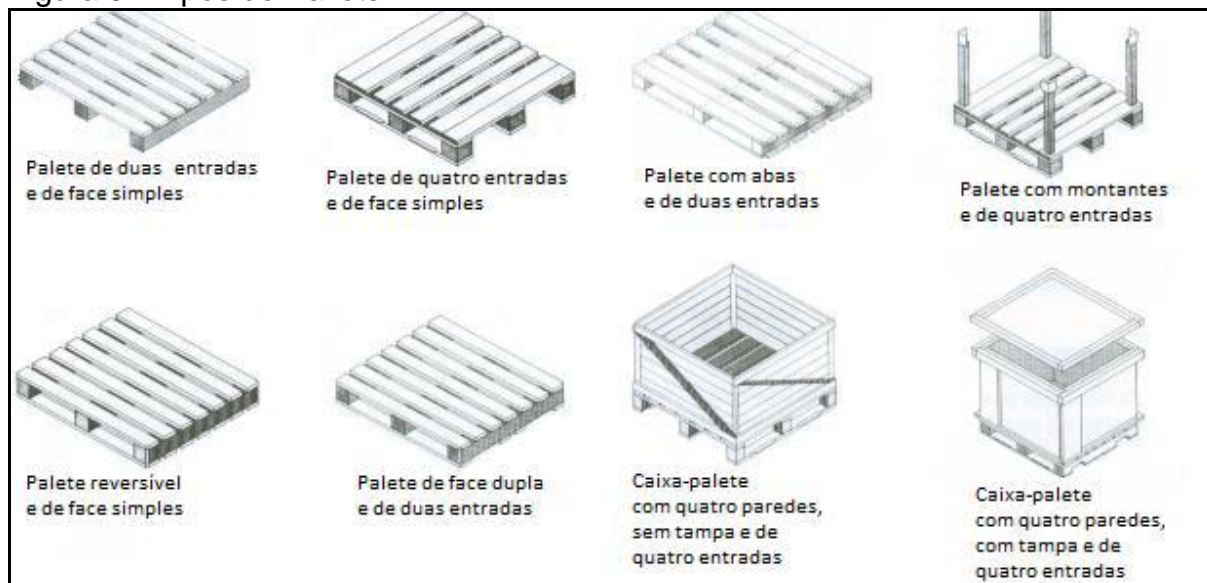 Palete de duas entradas
e de face simples
Palete de quatro entradas
e de face simples
Palete com abas
e de duas entradas
Palete com montantes
e de quatro entradas
Palete reversível
e de face simples
Palete de face dupla
e de duas entradas
Caixa-palete
com quatro paredes,
sem tampa e de
quatro entradas
Caixa-palete
com quatro paredes,
com tampa e de
quatro entradas